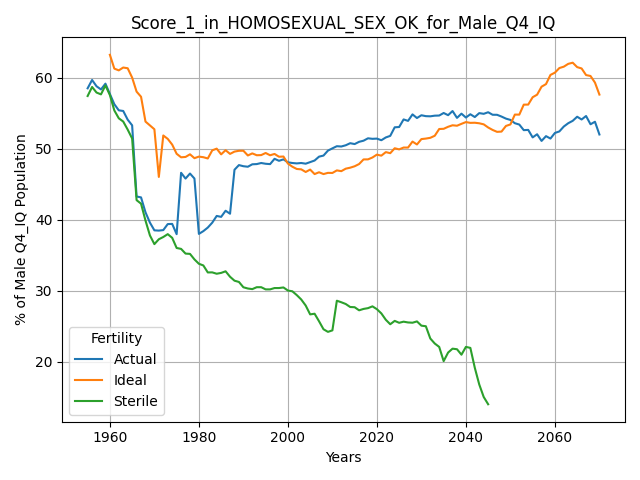 Score_1_in_HOMOSEXUAL_SEX_OK_for_Male_Q4_IQ
% of Male Q4_IQ Population
60
50
40
30
20
Fertility
Actual
Ideal
Sterile
1960 1980 2000 2020 2040 2060
Years